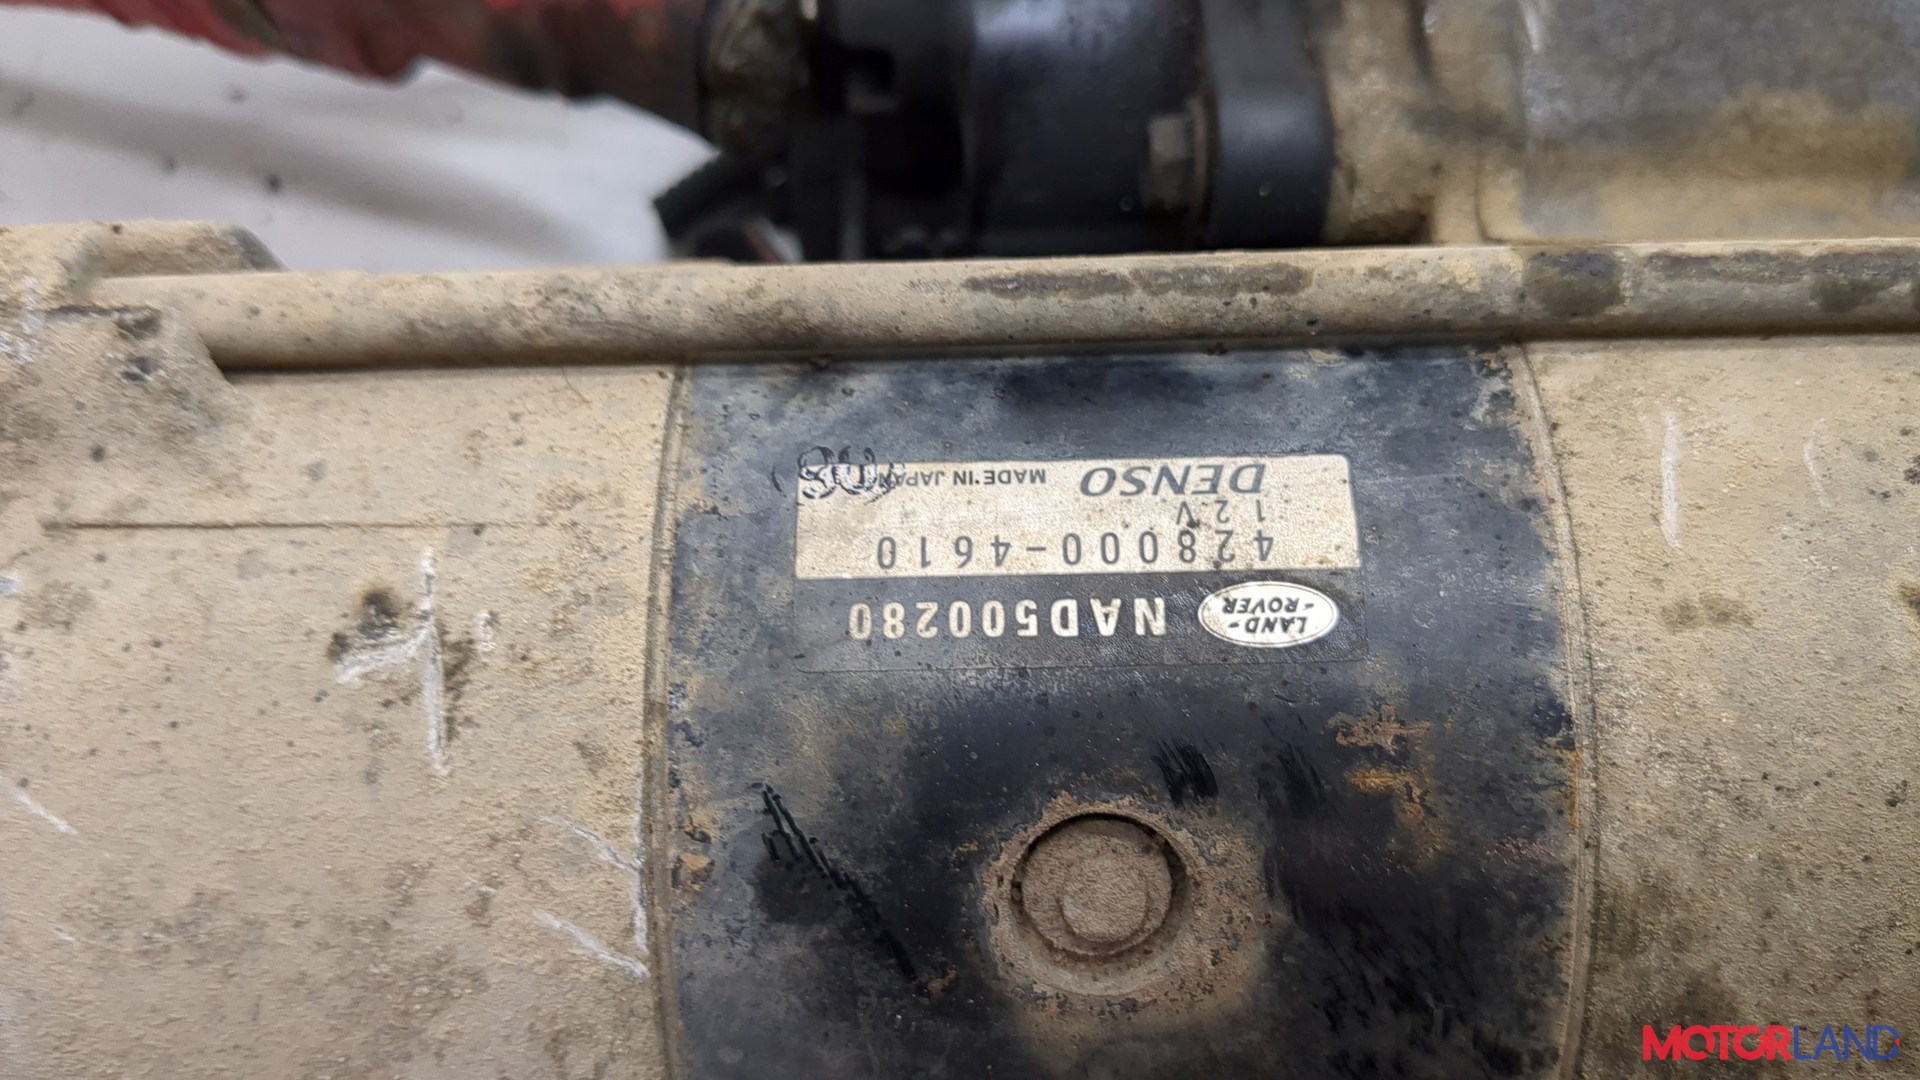 LAND-
-ROVER
NAD500280
428000-4610
12V
DENSO MADE IN JAPAN
MOTORLAND